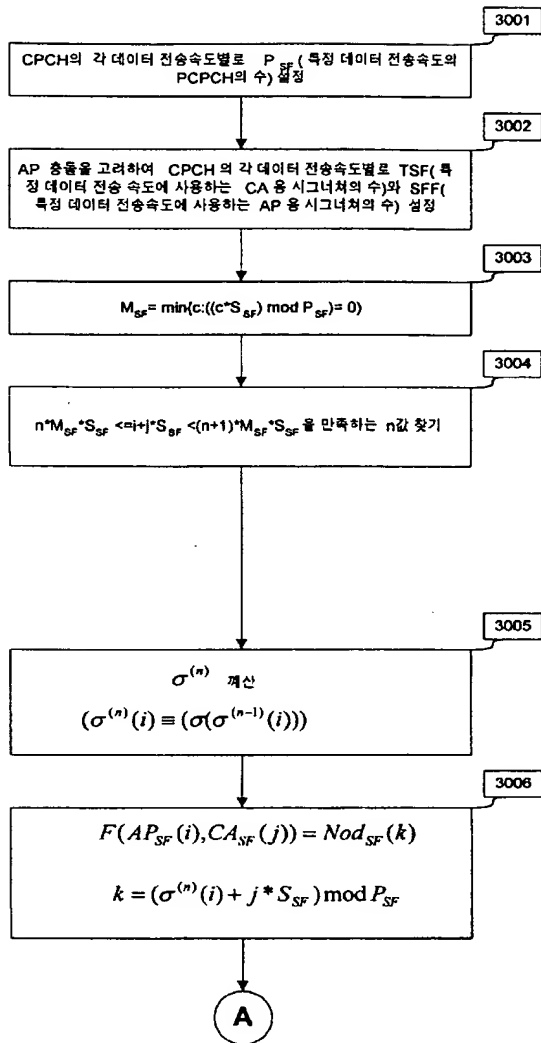 3001
CPCH의 각 데이터 전송속도별로 P_SF ( 특정 데이터 전송속도의
PCPCH의 수) 설정
3002
AP 충돌을 고려하여 CPCH 의 각 데이터 전송속도별로 TSF( 특
정 데이터 전송 속도에 사용하는 CA 용 시그너쳐의 수)와 SFF(
특정 데이터 전송속도에 사용하는 AP 용 시그너쳐의 수) 설정
3003
M_SF= min{c:((c*S_SF) mod P_SF)= 0}
3004
n*M_SF*S_SF <=i+j*S_SF <(n+1)*M_SF*S_SF 을 만족하는 n값 찾기
3005
σ^(n) 계산
(σ^(n)(i) ≡ (σ(σ^(n-1)(i)))
3006
F(AP_SF(i),CA_SF(j)) = Nod_SF(k)
k = (σ^(n)(i) + j * S_SF) mod P_SF
A